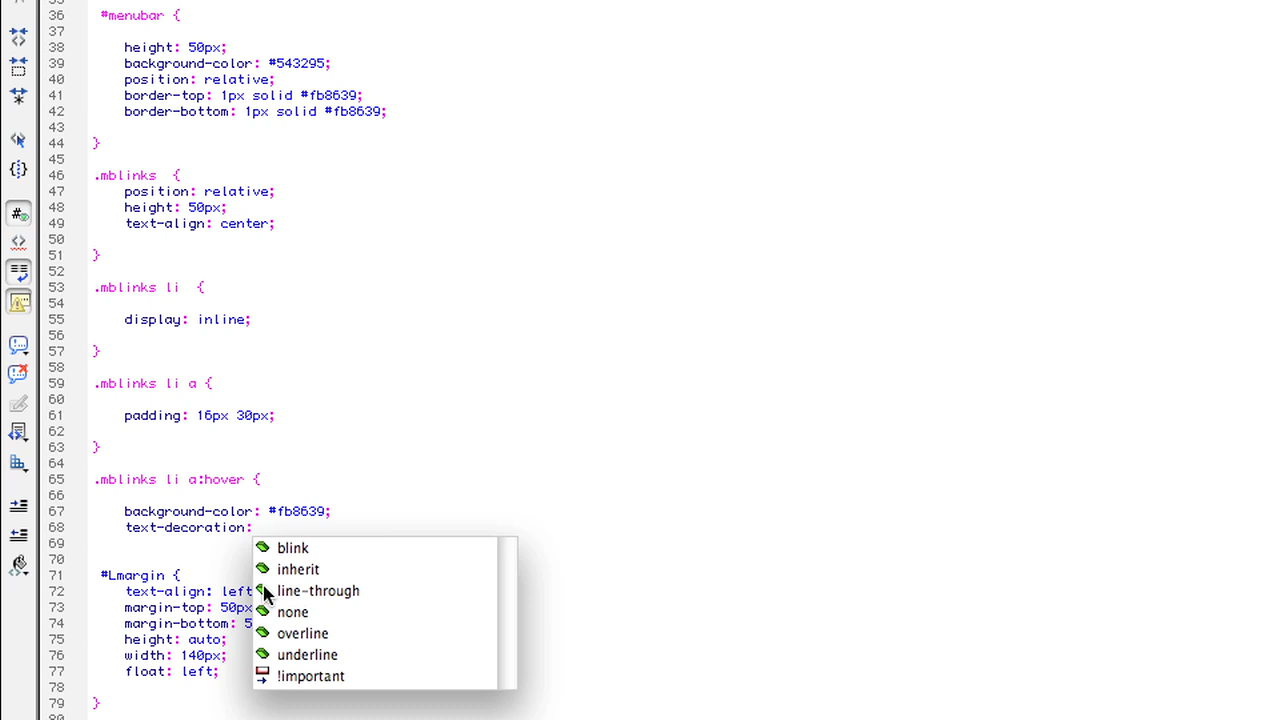 36 #menubar {
37
38 height: 50px;
39 background-color: #543295;
40 position: relative;
41 border-top: 1px solid #fb8639;
42 border-bottom: 1px solid #fb8639;
43
44 }
45
46 .mblinks {
47 position: relative;
48 height: 50px;
49 text-align: center;
50
51 }
52
53 .mblinks li {
54
55 display: inline;
56
57 }
58
59 .mblinks li a {
60
61 padding: 16px 30px;
62
63 }
64
65 .mblinks li a:hover {
66
67 background-color: #fb8639;
68 text-decoration:
69
70
71 #Lmargin {
72 text-align: left
73 margin-top: 50px
74 margin-bottom: 5
75 height: auto;
76 width: 140px;
77 float: left;
78
79 }
blink
inherit
line-through
none
overline
underline
!important